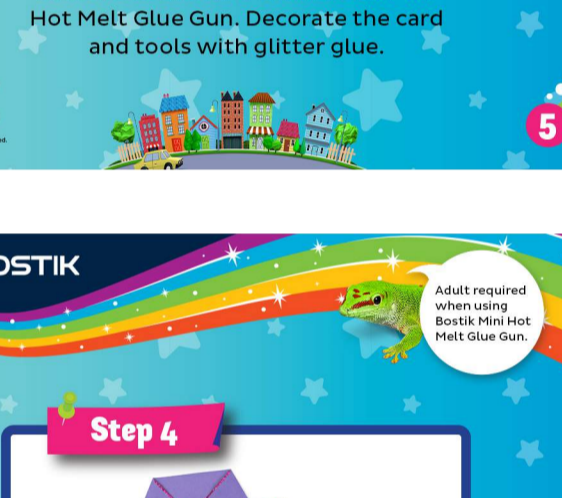 Hot Melt Glue Gun. Decorate the card
and tools with glitter glue.
5
OSTIK
Adult required
when using
Bostik Mini Hot
Melt Glue Gun.
Step 4